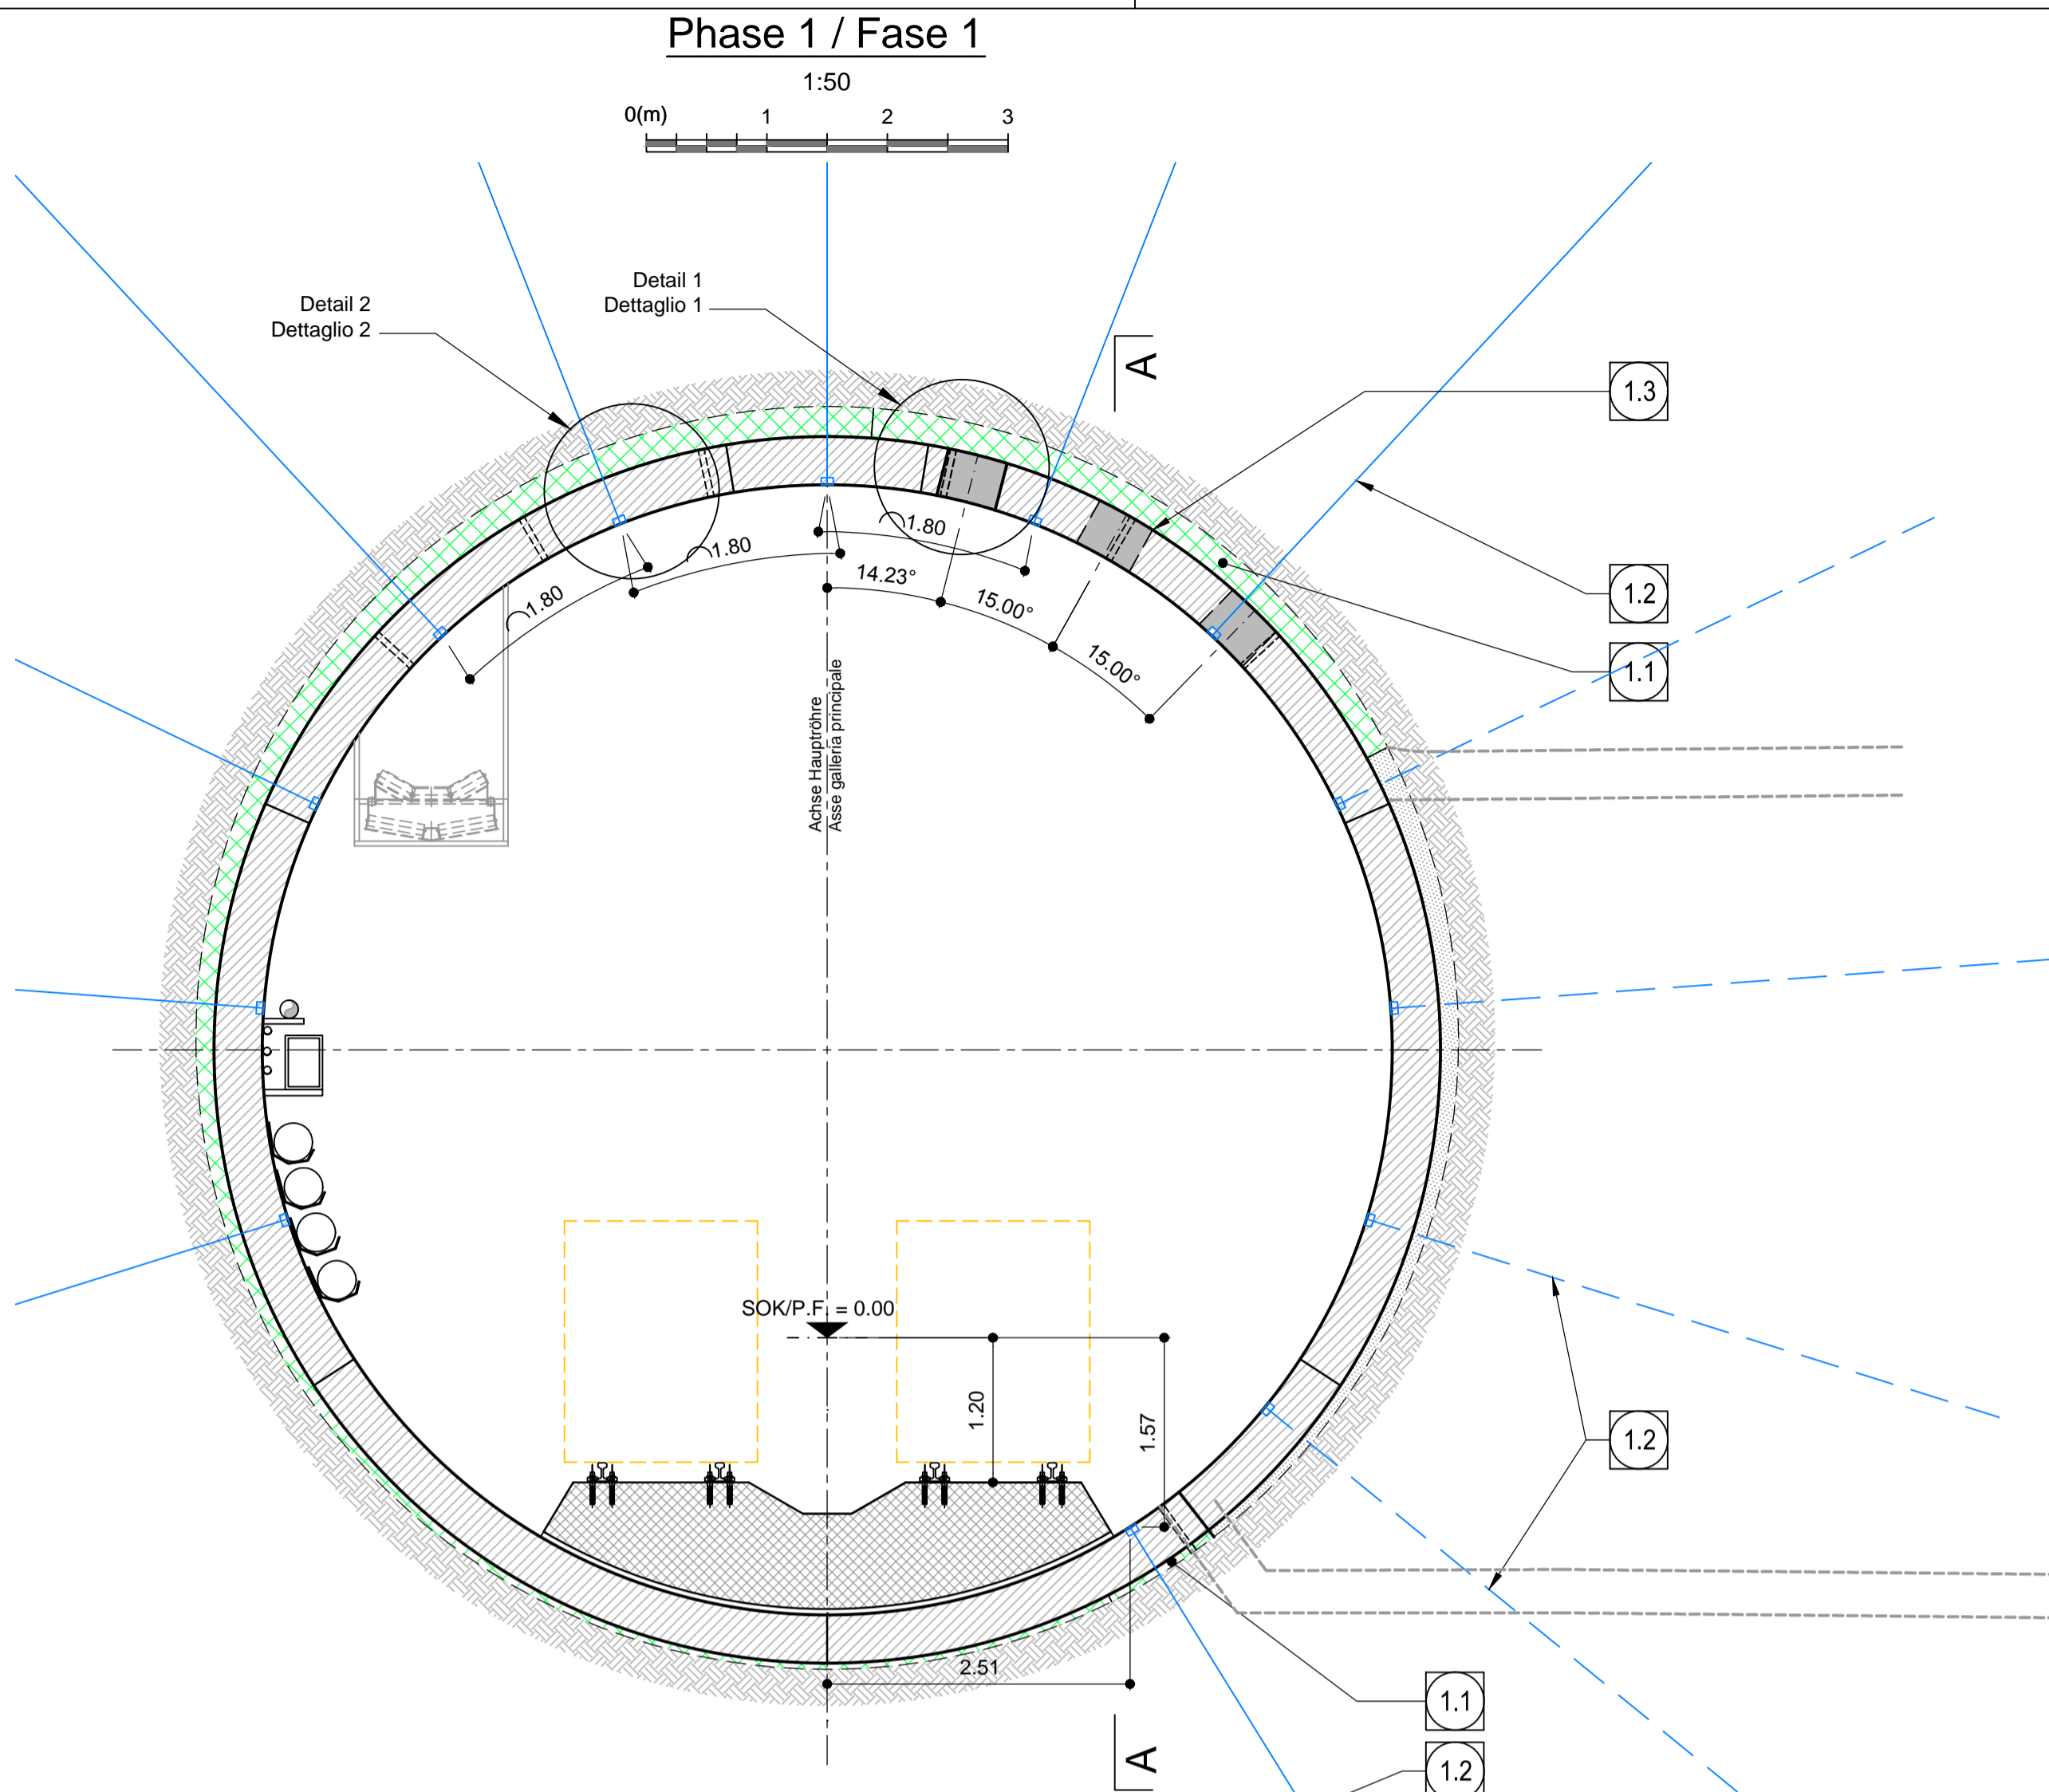 Phase 1 / Fase 1
1:50
0(m) 1 2 3
Detail 1
Dettaglio 1
Detail 2
Dettaglio 2
A
1.3
1.80
1.80
1.80
14.23°
15.00°
15.00°
1.2
1.1
Achse Hauptröhre
Asse galleria principale
SOK/P.F. = 0.00
1.20
1.57
1.2
2.51
1.1
A
1.2